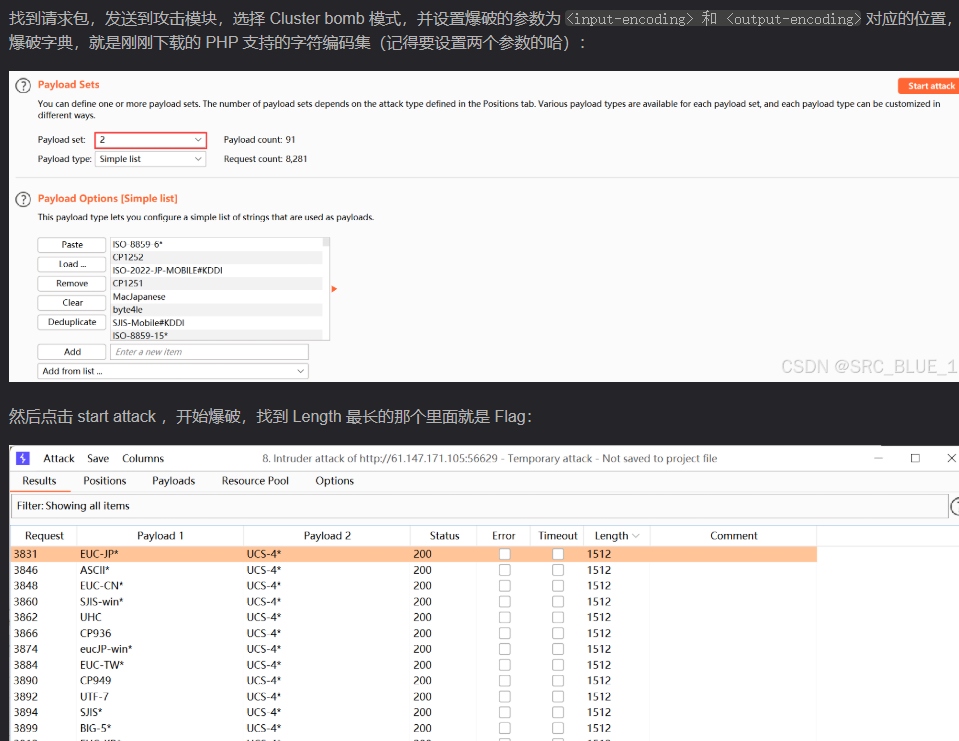 找到请求包，发送到攻击模块，选择 Cluster bomb 模式，并设置爆破的参数为 <input-encoding> 和 <output-encoding> 对应的位置，
爆破字典，就是刚刚下载的 PHP 支持的字符编码集（记得要设置两个参数的哈）：
? Payload Sets Start attack
You can define one or more payload sets. The number of payload sets depends on the attack type defined in the Positions tab. Various payload types are available for each payload set, and each payload type can be customized in
different ways.
Payload set: 2 Payload count: 91
Payload type: Simple list Request count: 8,281
? Payload Options [Simple list]
This payload type lets you configure a simple list of strings that are used as payloads.
Paste ISO-8859-6*
CP1252
Load ... ISO-2022-JP-MOBILE#KDDI
Remove CP1251
MacJapanese
Clear byte4le
Deduplicate SJIS-Mobile#KDDI
ISO-8859-15*
Add Enter a new item
Add from list ...
CSDN @SRC_BLUE_1
然后点击 start attack ，开始爆破，找到 Length 最长的那个里面就是 Flag：
Attack Save Columns 8. Intruder attack of http://61.147.171.105:56629 - Temporary attack - Not saved to project file
Results Positions Payloads Resource Pool Options
Filter: Showing all items
Request Payload 1 Payload 2 Status Error Timeout Length Comment
3831 EUC-JP* UCS-4* 200 1512
3846 ASCII* UCS-4* 200 1512
3848 EUC-CN* UCS-4* 200 1512
3860 SJIS-win* UCS-4* 200 1512
3862 UHC UCS-4* 200 1512
3866 CP936 UCS-4* 200 1512
3874 eucJP-win* UCS-4* 200 1512
3884 EUC-TW* UCS-4* 200 1512
3890 CP949 UCS-4* 200 1512
3892 UTF-7 UCS-4* 200 1512
3894 SJIS* UCS-4* 200 1512
3899 BIG-5* UCS-4* 200 1512